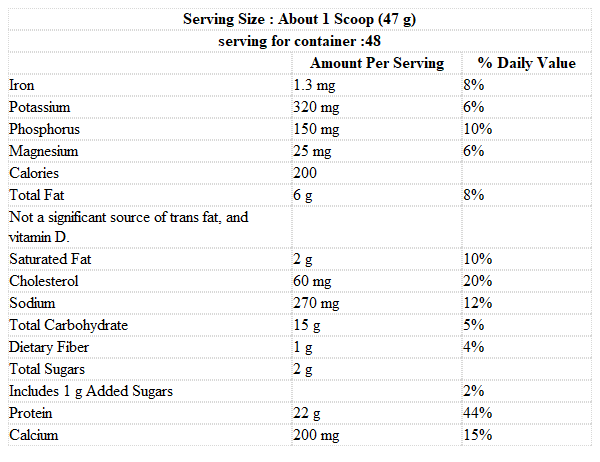 Serving Size : About 1 Scoop (47 g)
serving for container :48
Amount Per Serving % Daily Value
Iron 1.3 mg 8%
Potassium 320 mg 6%
Phosphorus 150 mg 10%
Magnesium 25 mg 6%
Calories 200
Total Fat 6 g 8%
Not a significant source of trans fat, and
vitamin D.
Saturated Fat 2 g 10%
Cholesterol 60 mg 20%
Sodium 270 mg 12%
Total Carbohydrate 15 g 5%
Dietary Fiber 1 g 4%
Total Sugars 2 g
Includes 1 g Added Sugars 2%
Protein 22 g 44%
Calcium 200 mg 15%